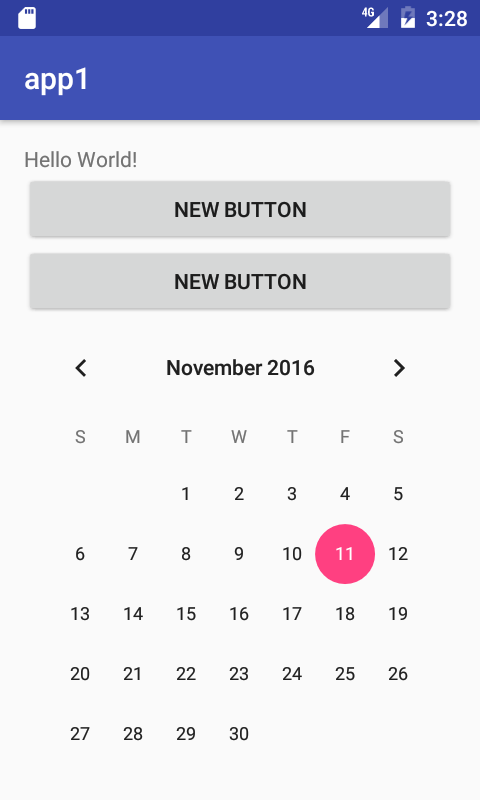 4G 3:28
app1
Hello World!
NEW BUTTON
NEW BUTTON
November 2016
S M T W T F S
1 2 3 4 5
6 7 8 9 10 11 12
13 14 15 16 17 18 19
20 21 22 23 24 25 26
27 28 29 30